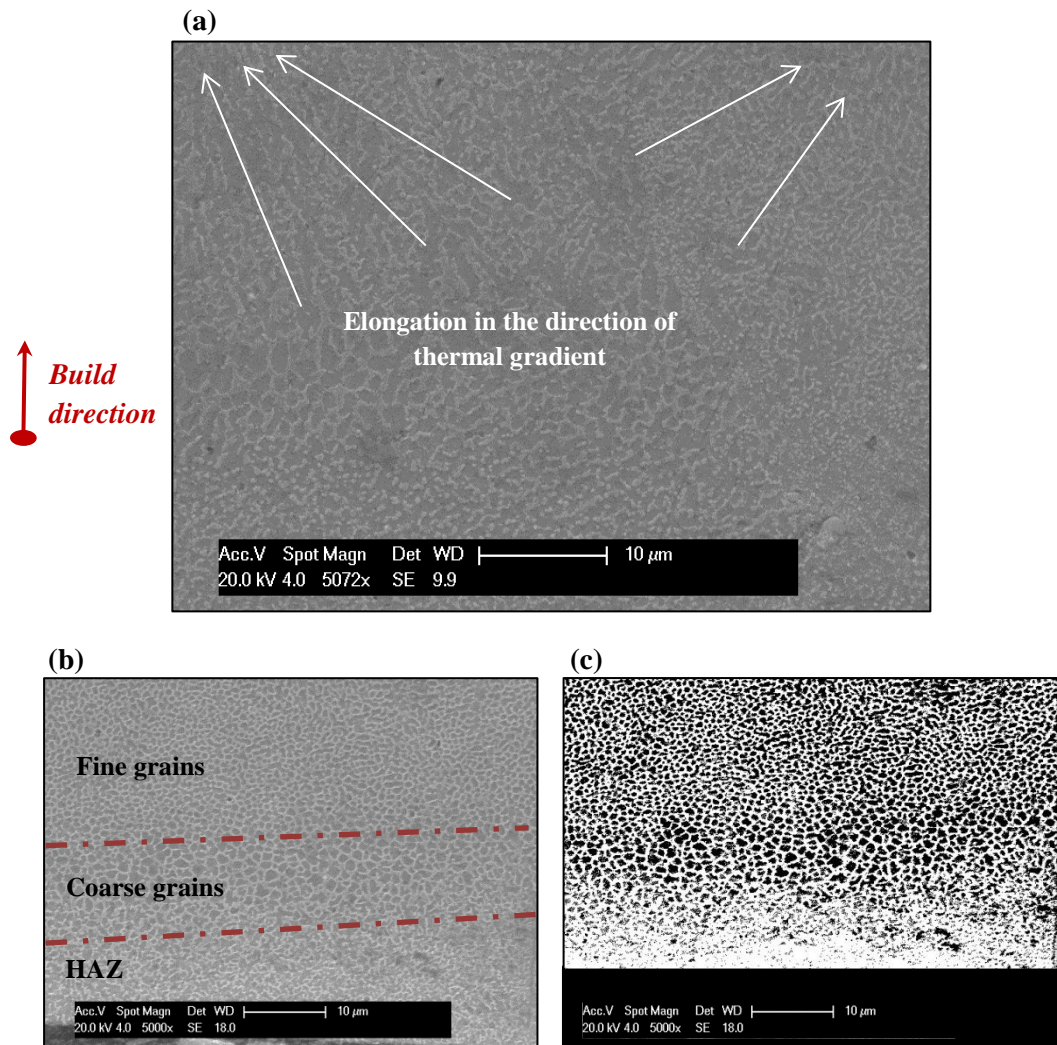 (a)
Elongation in the direction of
thermal gradient
Build
direction
Acc.V Spot Magn Det WD 10 µm
20.0 kV 4.0 5072x SE 9.9
(b)
(c)
Fine grains
Coarse grains
HAZ
Acc.V Spot Magn Det WD 10 µm
20.0 kV 4.0 5000x SE 18.0
Acc.V Spot Magn Det WD 10 µm
20.0 kV 4.0 5000x SE 18.0